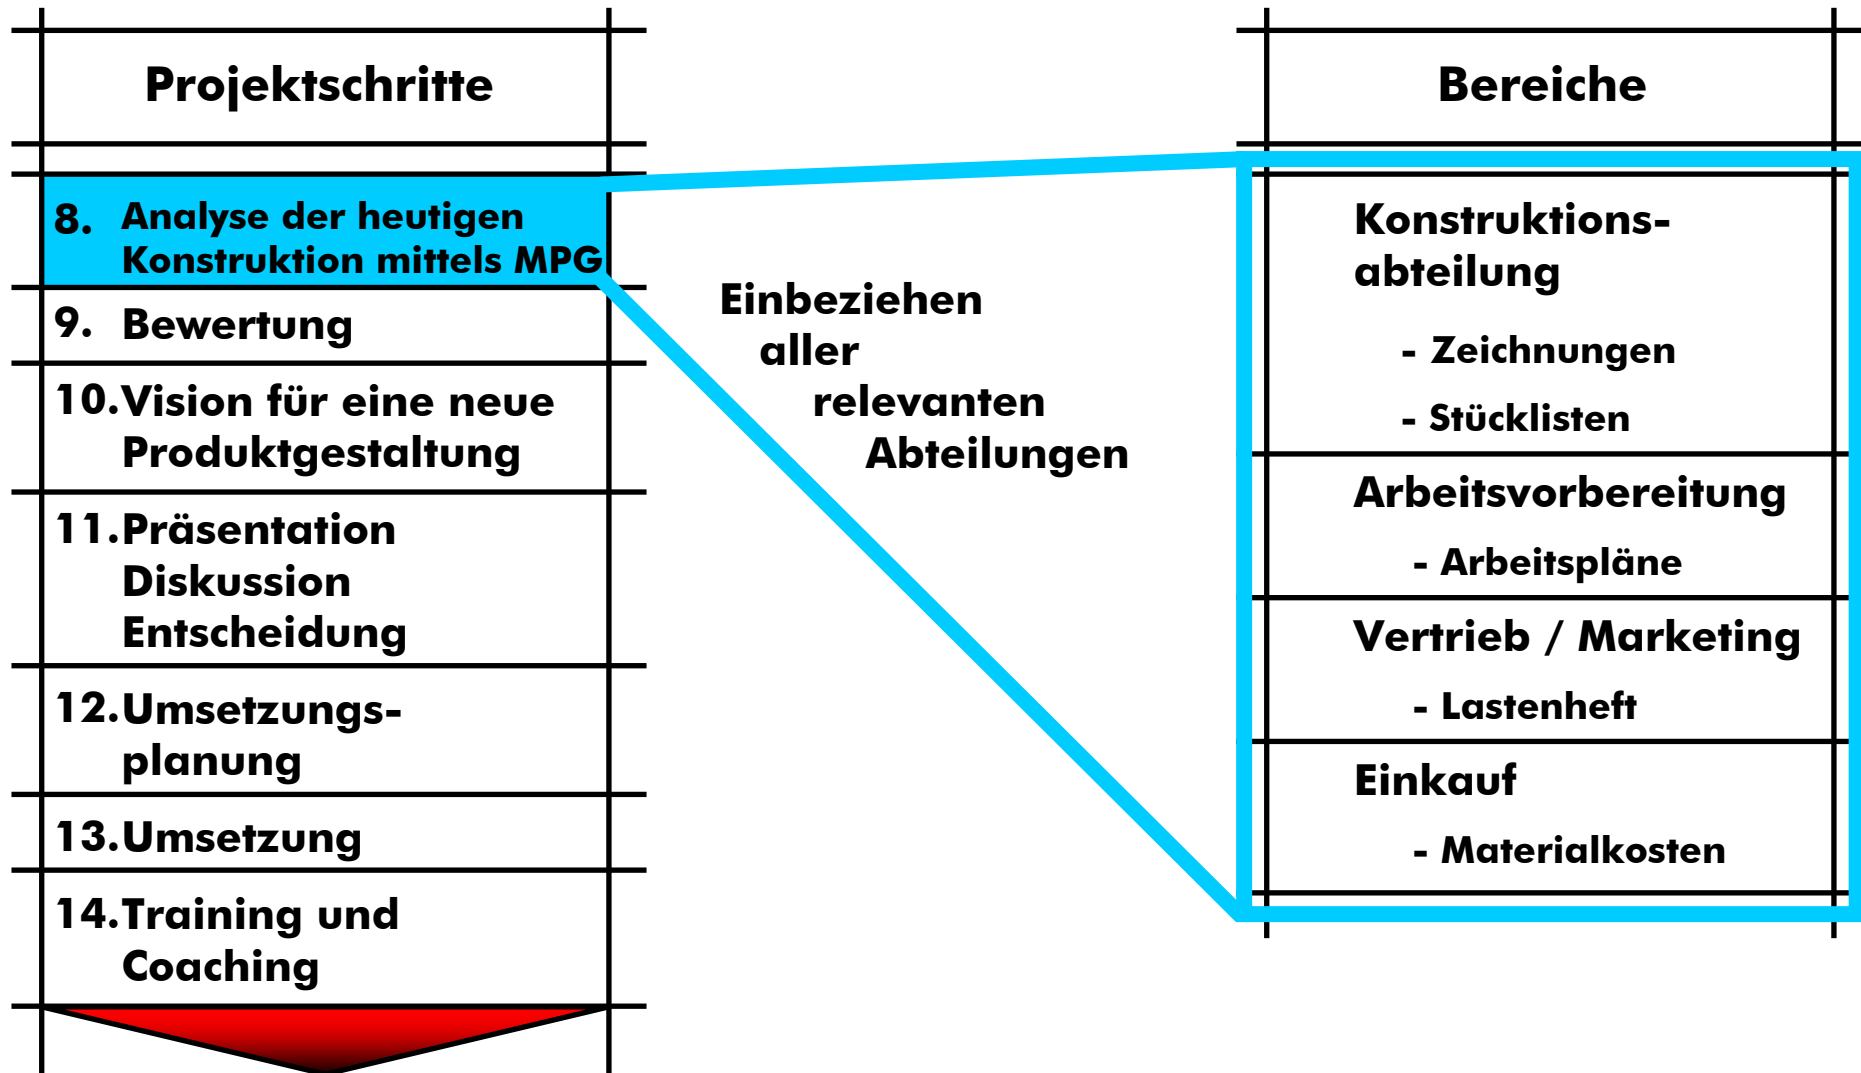 Projektschritte
8. Analyse der heutigen
Konstruktion mittels MPG
9. Bewertung
10. Vision für eine neue
Produktgestaltung
11. Präsentation
Diskussion
Entscheidung
12. Umsetzungs-
planung
13. Umsetzung
14. Training und
Coaching
Einbeziehen
aller
relevanten
Abteilungen
Bereiche
Konstruktions-
abteilung
- Zeichnungen
- Stücklisten
Arbeitsvorbereitung
- Arbeitspläne
Vertrieb / Marketing
- Lastenheft
Einkauf
- Materialkosten